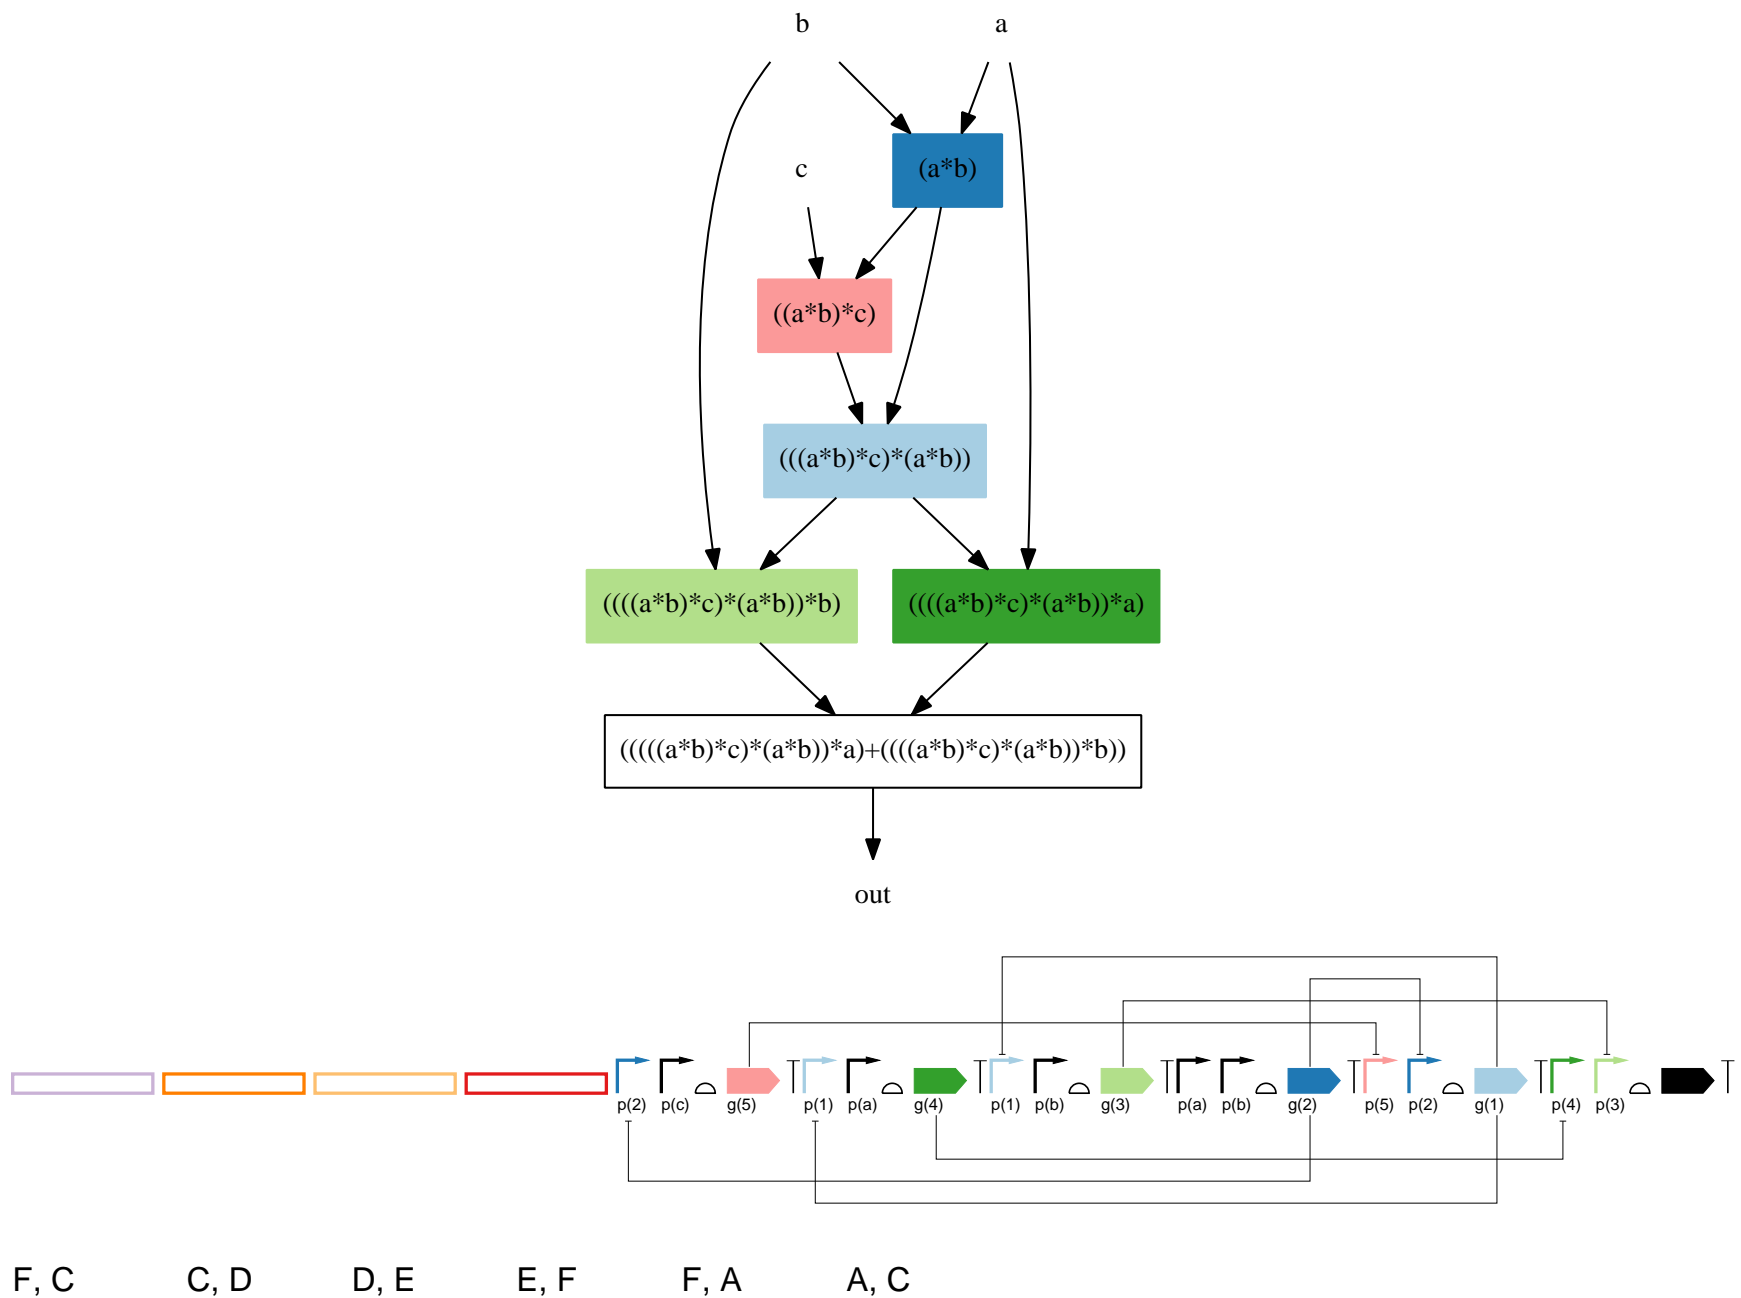 b a
c (a*b)
((a*b)*c)
(((a*b)*c)*(a*b))
((((a*b)*c)*(a*b))*b) ((((a*b)*c)*(a*b))*a)
(((((a*b)*c)*(a*b))*a)+((((a*b)*c)*(a*b))*b))
out
p(2) p(c) g(5) p(1) p(a) g(4) p(1) p(b) g(3) p(a) p(b) g(2) p(5) p(2) g(1) p(4) p(3)
F, C C, D D, E E, F F, A A, C